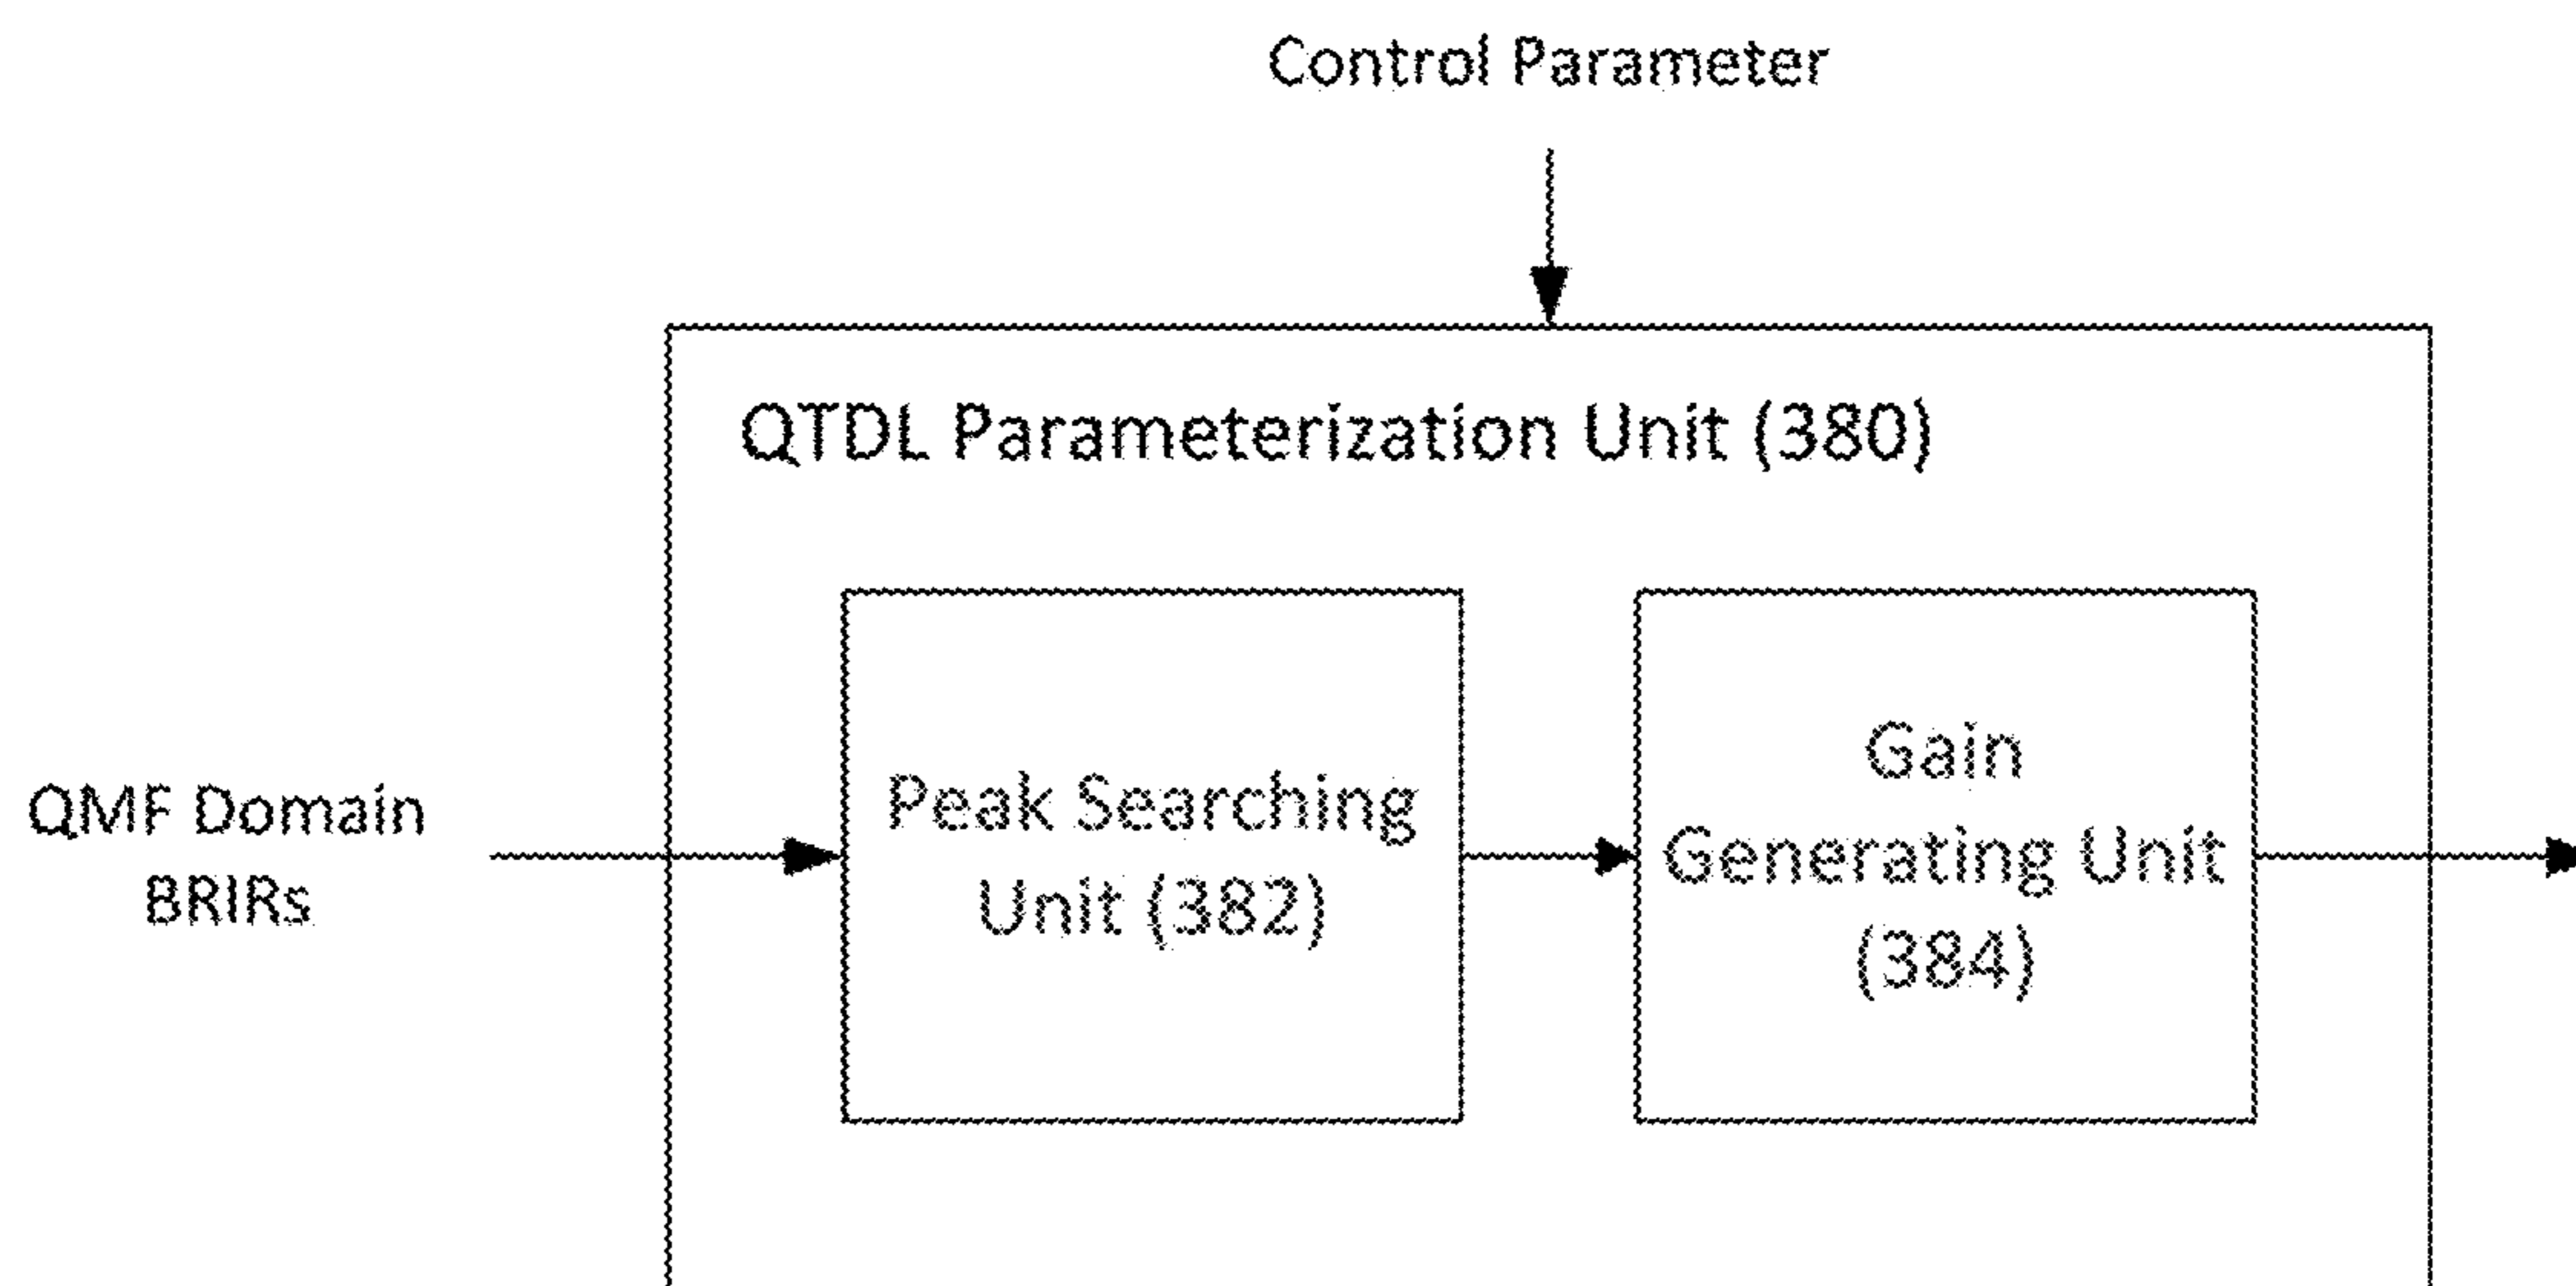 Control Parameter
QTDL Parameterization Unit (380)
QMF Domain
BRIRs
Peak Searching
Unit (382)
Gain
Generating Unit
(384)